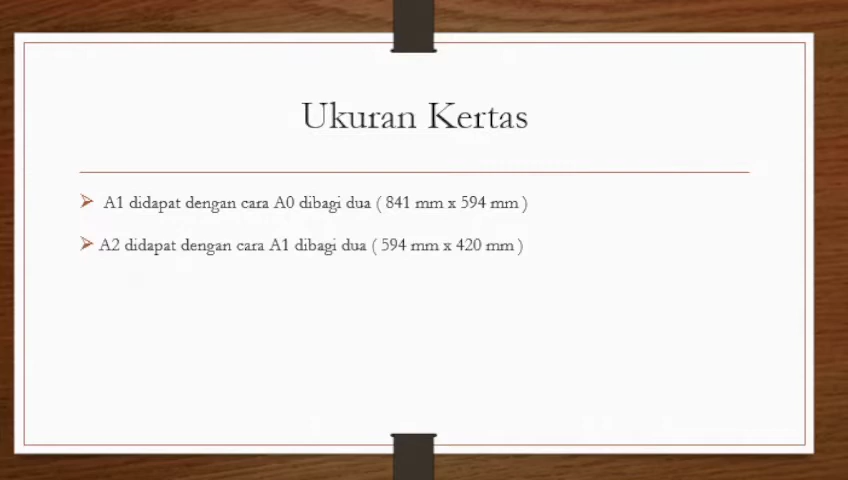 Ukuran Kertas
A1 didapat dengan cara A0 dibagi dua ( 841 mm x 594 mm )
A2 didapat dengan cara A1 dibagi dua ( 594 mm x 420 mm )